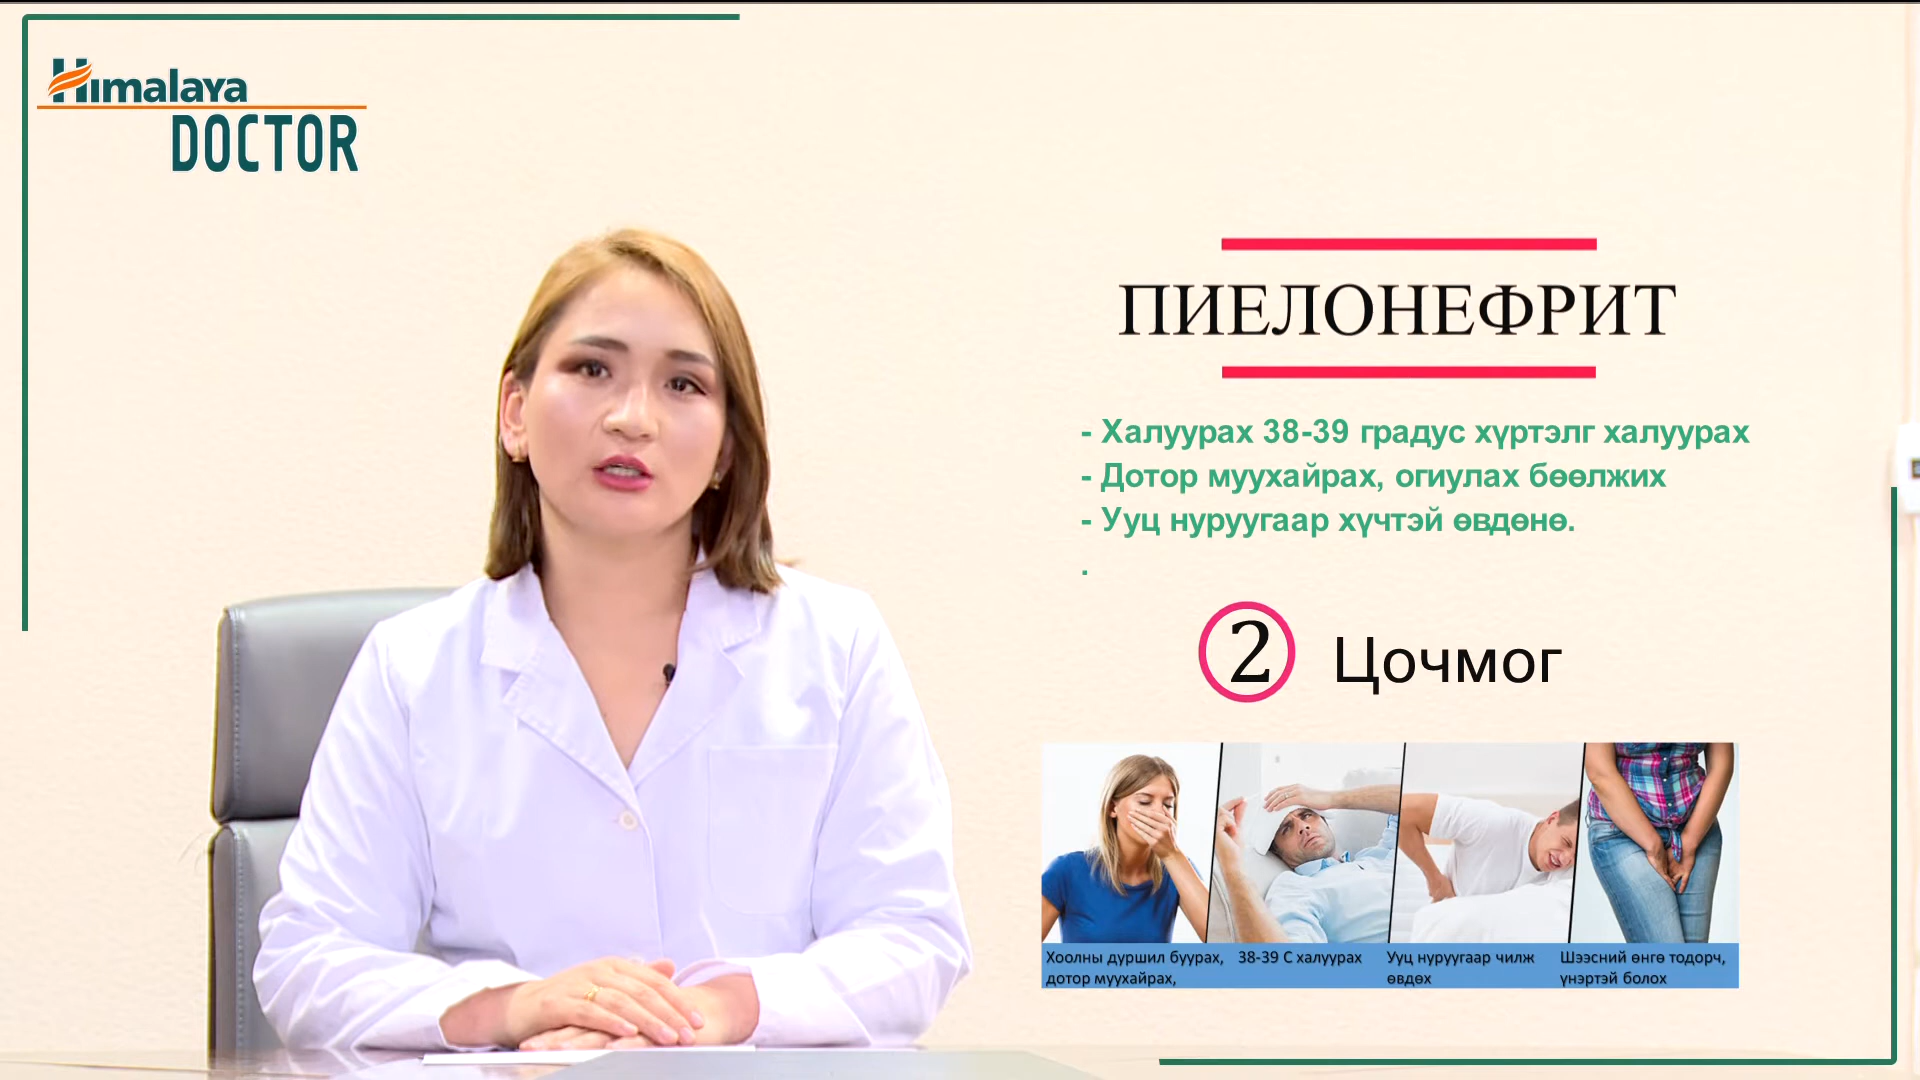 Himalaya
DOCTOR
ПИЕЛОНЕФРИТ
- Халуурах 38-39 градус хүртэлг халуурах
- Дотор муухайрах, огиулах бөөлжих
- Ууц нуруугаар хүчтэй өвдөнө.
.
2 Цочмог
Хоолны дуршил буурах,
дотор муухайрах,
38-39 С халуурах
Ууц нуруугаар чилж
өвдөх
Шээсний өнгө тодорч,
үнэртэй болох